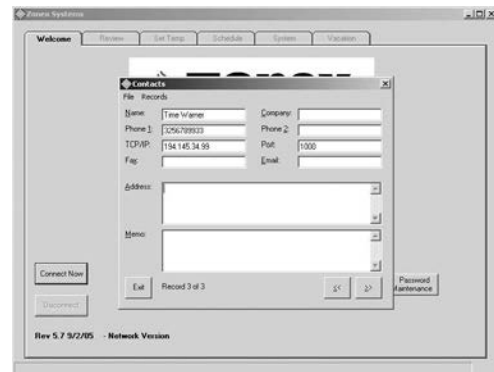 Zonex Systems
Welcome Review Set Temp. Schedule System Vacation
Contacts
File Records
Name: Time Warner Company:
Phone 1: 3256789933 Phone 2:
TCP/IP: 194.145.34.99 Port: 1000
Fax: Email:
Address:
Memo:
Exit Record 3 of 3 << >>
Connect Now
Password
Maintenance
Disconnect
Rev 5.7 9/2/05 - Network Version